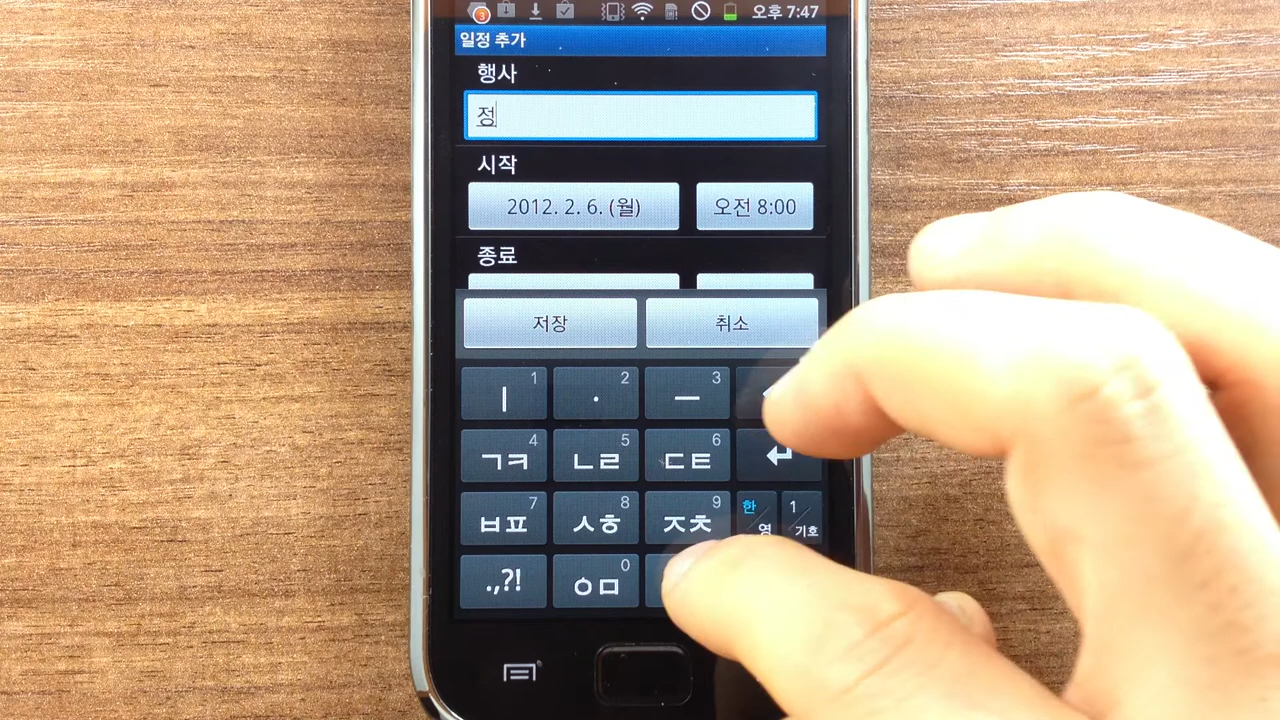 3 오후 7:47
일정 추가
행사
정
시작
2012. 2. 6. (월) 오전 8:00
종료
저장 취소
ㅣ 1 · 2 ㅡ 3
ㄱㅋ 4 ㄴㄹ 5 ㄷㅌ 6
ㅂㅍ 7 ㅅㅎ 8 ㅈㅊ 9 한/영 1/기호
.,?! ㅇㅁ 0